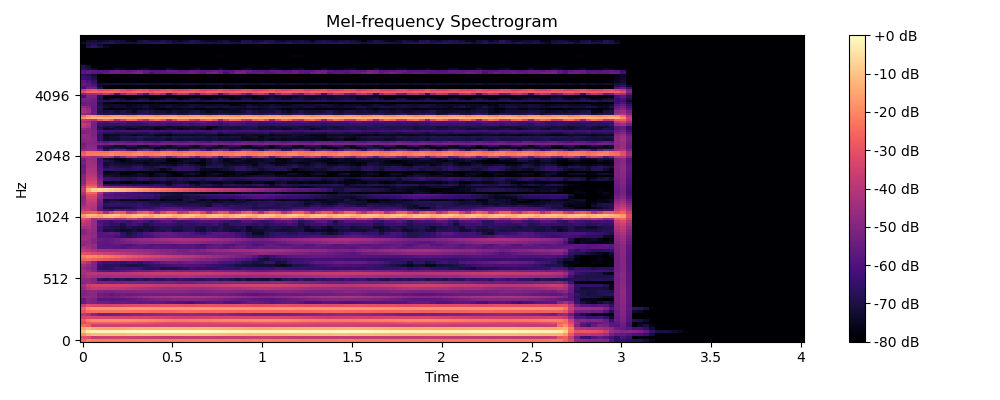 Mel-frequency Spectrogram
Hz
4096
2048
1024
512
0
0 0.5 1 1.5 2 2.5 3 3.5 4
Time
+0 dB
-10 dB
-20 dB
-30 dB
-40 dB
-50 dB
-60 dB
-70 dB
-80 dB